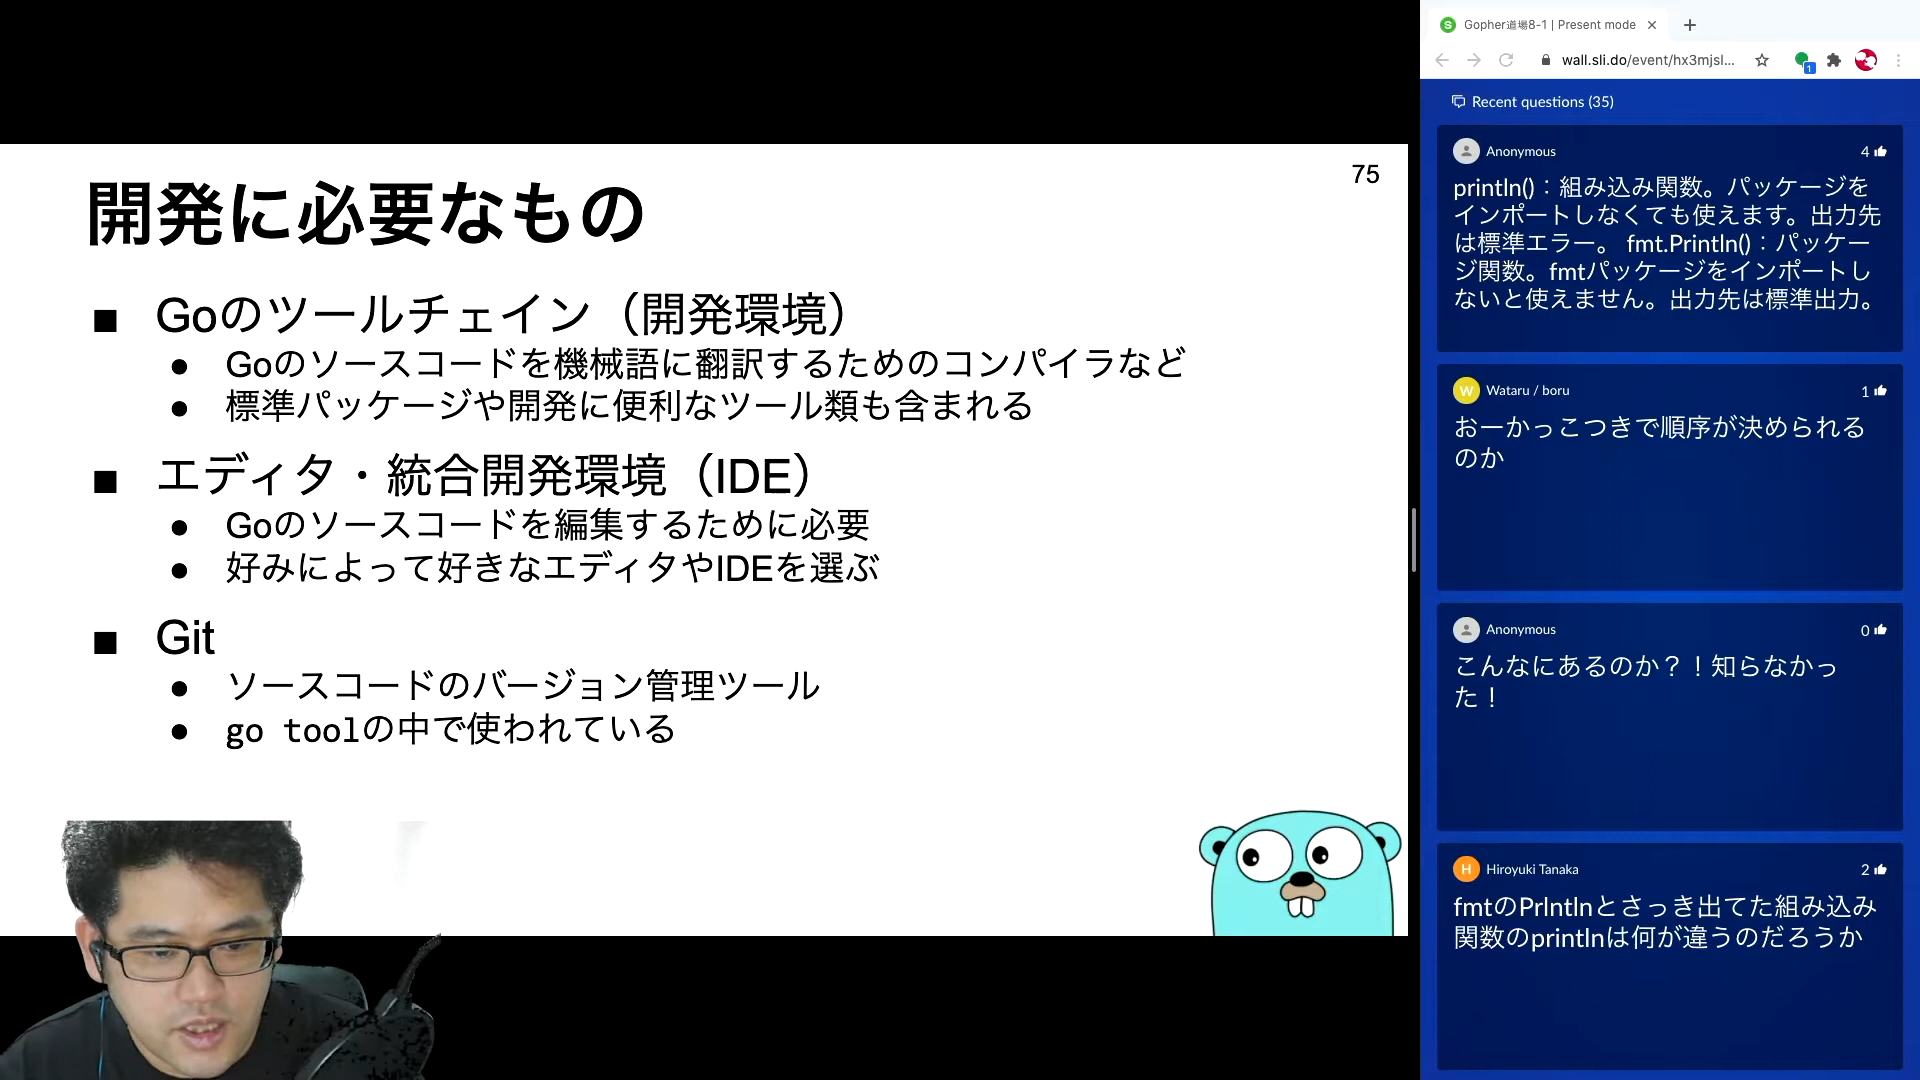 75
開発に必要なもの
■ Goのツールチェイン（開発環境）
● Goのソースコードを機械語に翻訳するためのコンパイラなど
● 標準パッケージや開発に便利なツール類も含まれる
■ エディタ・統合開発環境（IDE）
● Goのソースコードを編集するために必要
● 好みによって好きなエディタやIDEを選ぶ
■ Git
● ソースコードのバージョン管理ツール
● go toolの中で使われている
Gopher道場8-1 | Present mode
wall.sli.do/event/hx3mjsl...
1
Recent questions (35)
Anonymous
4
println()：組み込み関数。パッケージを
インポートしなくても使えます。出力先
は標準エラー。 fmt.Println()：パッケー
ジ関数。fmtパッケージをインポートし
ないと使えません。出力先は標準出力。
W Wataru / boru
1
おーかっこつきで順序が決められる
のか
Anonymous
0
こんなにあるのか？！知らなかっ
た！
H Hiroyuki Tanaka
2
fmtのPrIntlnとさっき出てた組み込み
関数のprintlnは何が違うのだろうか